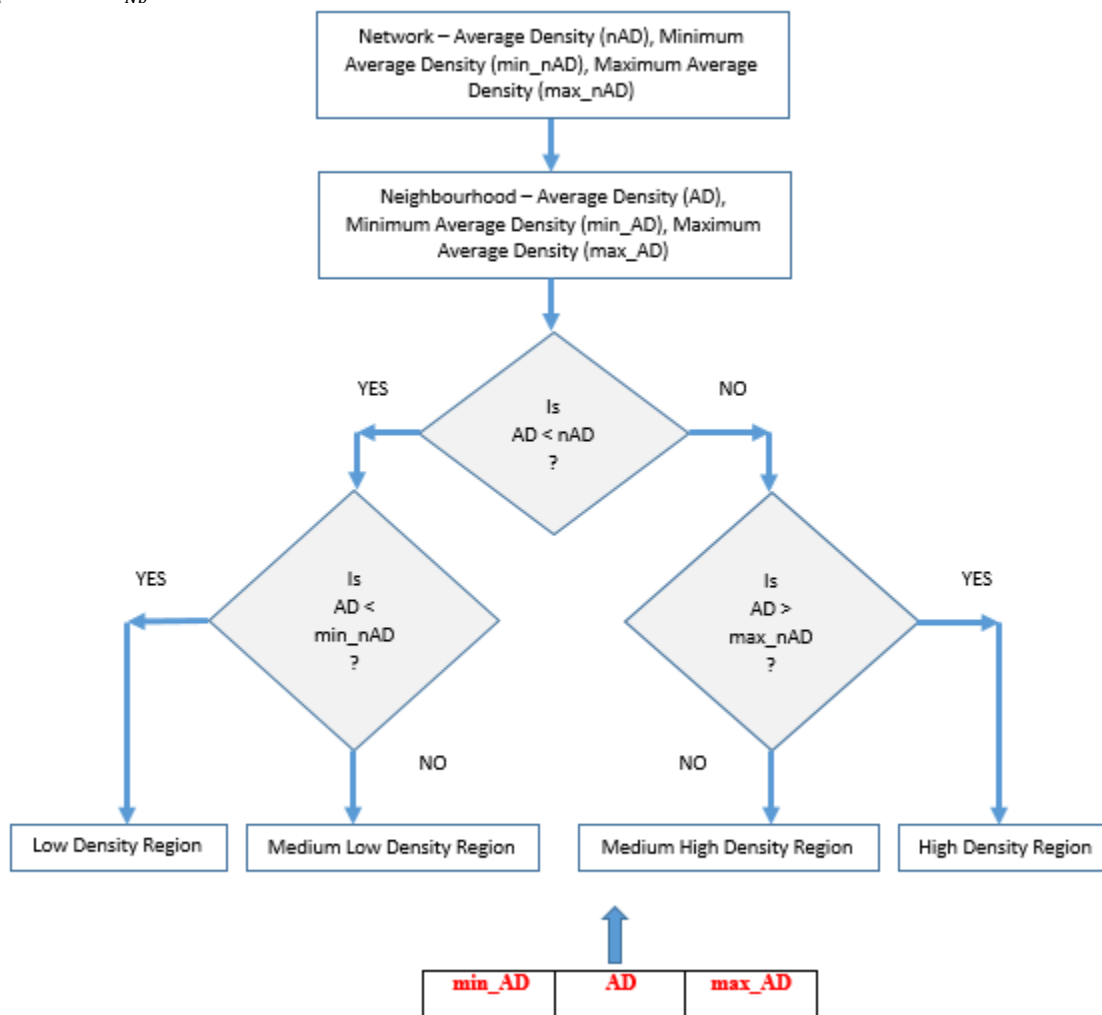 Network – Average Density (nAD), Minimum
Average Density (min_nAD), Maximum Average
Density (max_nAD)
Neighbourhood – Average Density (AD),
Minimum Average Density (min_AD), Maximum
Average Density (max_AD)
YES
NO
Is
AD < nAD
?
YES
Is
AD <
min_nAD
?
Is
AD >
max_nAD
?
YES
NO
NO
Low Density Region
Medium Low Density Region
Medium High Density Region
High Density Region
min_AD AD max_AD